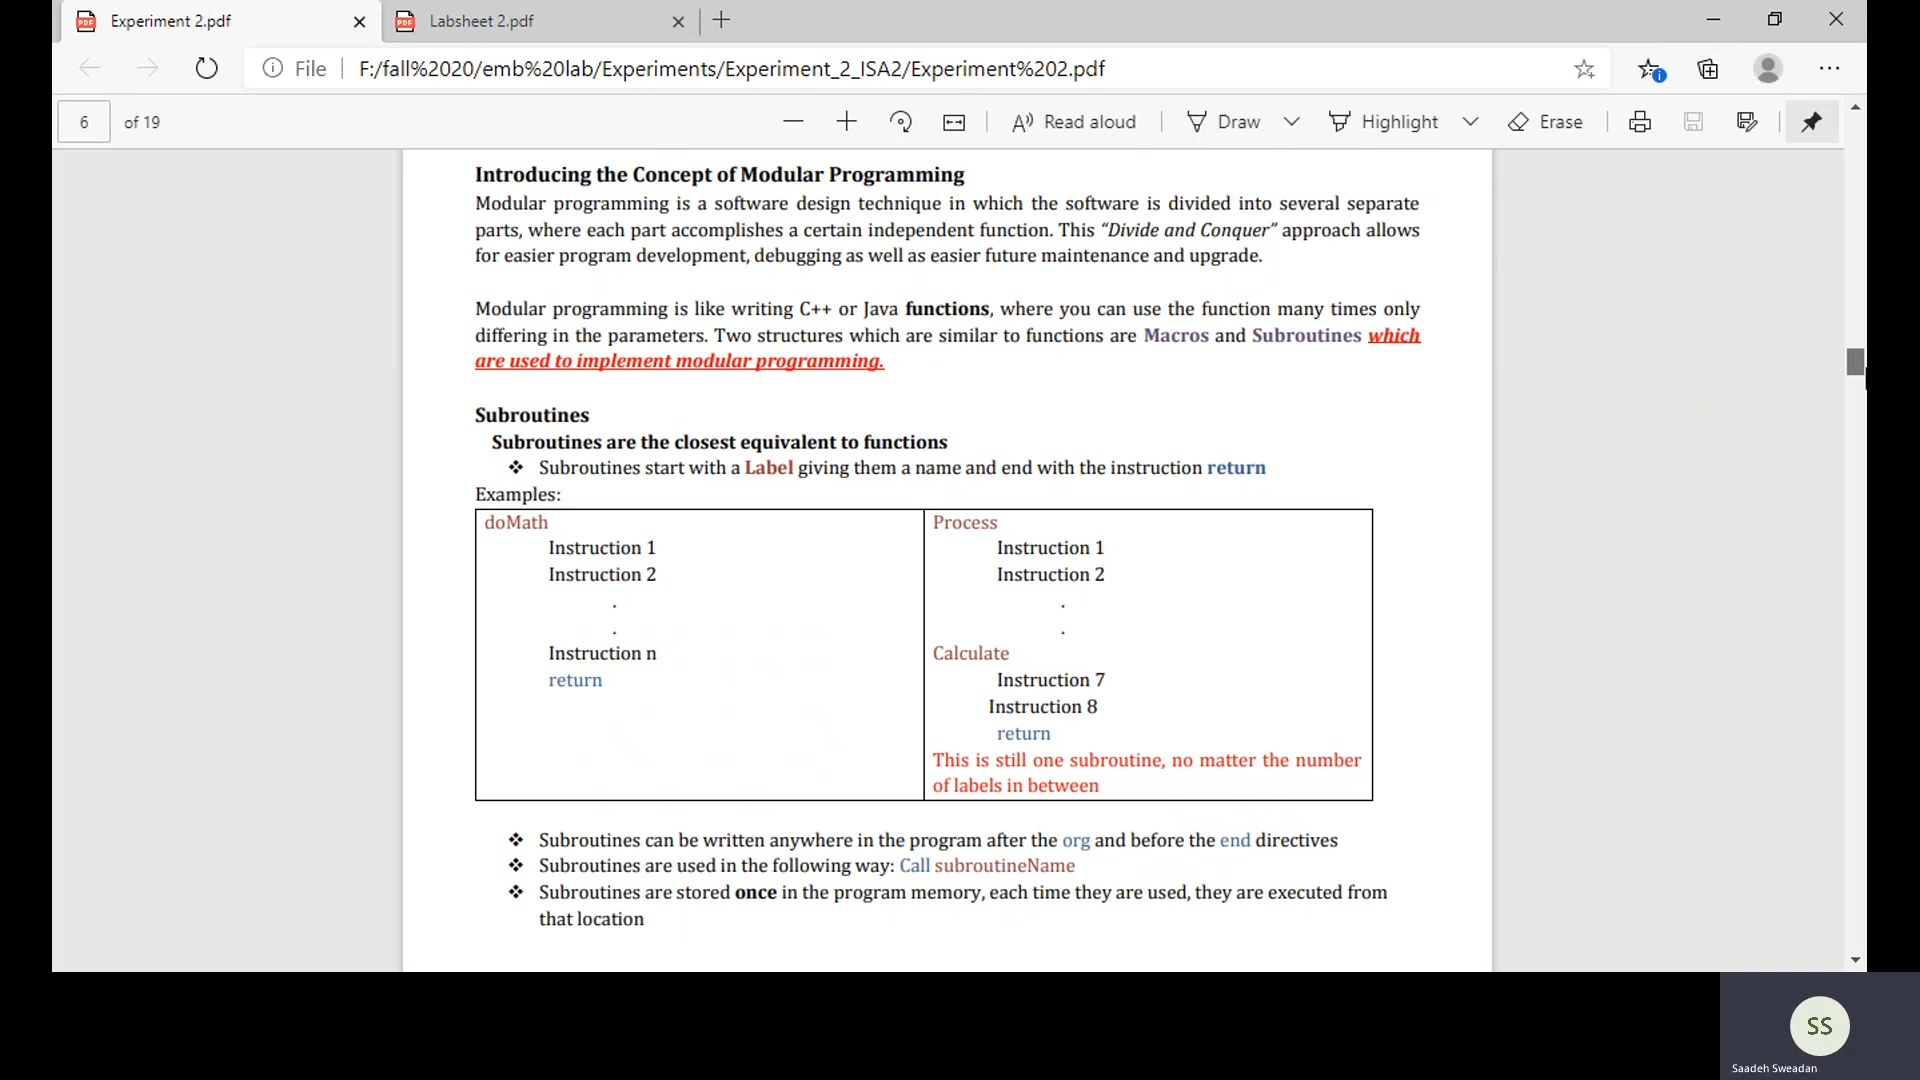 Experiment 2.pdf
Labsheet 2.pdf
File
F:/fall%2020/emb%20lab/Experiments/Experiment_2_ISA2/Experiment%202.pdf
6 of 19
Read aloud
Draw
Highlight
Erase
Introducing the Concept of Modular Programming
Modular programming is a software design technique in which the software is divided into several separate
parts, where each part accomplishes a certain independent function. This “Divide and Conquer” approach allows
for easier program development, debugging as well as easier future maintenance and upgrade.
Modular programming is like writing C++ or Java functions, where you can use the function many times only
differing in the parameters. Two structures which are similar to functions are Macros and Subroutines which
are used to implement modular programming.
Subroutines
Subroutines are the closest equivalent to functions
❖ Subroutines start with a Label giving them a name and end with the instruction return
Examples:
doMath
Instruction 1
Instruction 2
.
.
Instruction n
return
Process
Instruction 1
Instruction 2
.
.
Calculate
Instruction 7
Instruction 8
return
This is still one subroutine, no matter the number
of labels in between
❖ Subroutines can be written anywhere in the program after the org and before the end directives
❖ Subroutines are used in the following way: Call subroutineName
❖ Subroutines are stored once in the program memory, each time they are used, they are executed from
that location
SS
Saadeh Sweadan